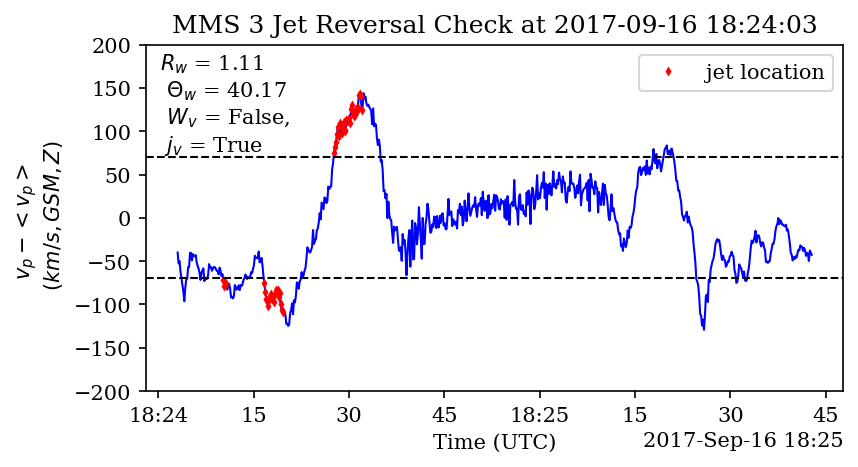 MMS 3 Jet Reversal Check at 2017-09-16 18:24:03
R_w = 1.11
Θ_w = 40.17
W_v = False,
j_v = True
jet location
v_p − < v_p >
(km/s, GSM, Z)
200
150
100
50
0
−50
−100
−150
−200
18:24 15 30 45 18:25 15 30 45
Time (UTC)
2017-Sep-16 18:25